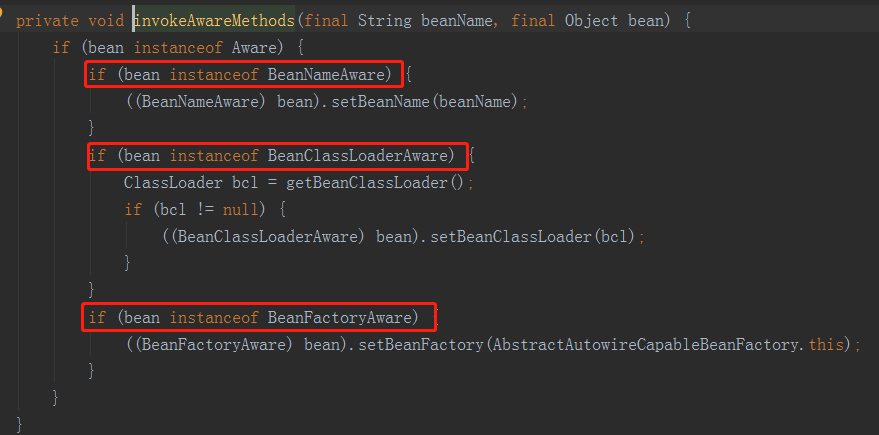 private void invokeAwareMethods(final String beanName, final Object bean) {
if (bean instanceof Aware) {
if (bean instanceof BeanNameAware) {
((BeanNameAware) bean).setBeanName(beanName);
}
if (bean instanceof BeanClassLoaderAware) {
ClassLoader bcl = getBeanClassLoader();
if (bcl != null) {
((BeanClassLoaderAware) bean).setBeanClassLoader(bcl);
}
}
if (bean instanceof BeanFactoryAware) {
((BeanFactoryAware) bean).setBeanFactory(AbstractAutowireCapableBeanFactory.this);
}
}
}